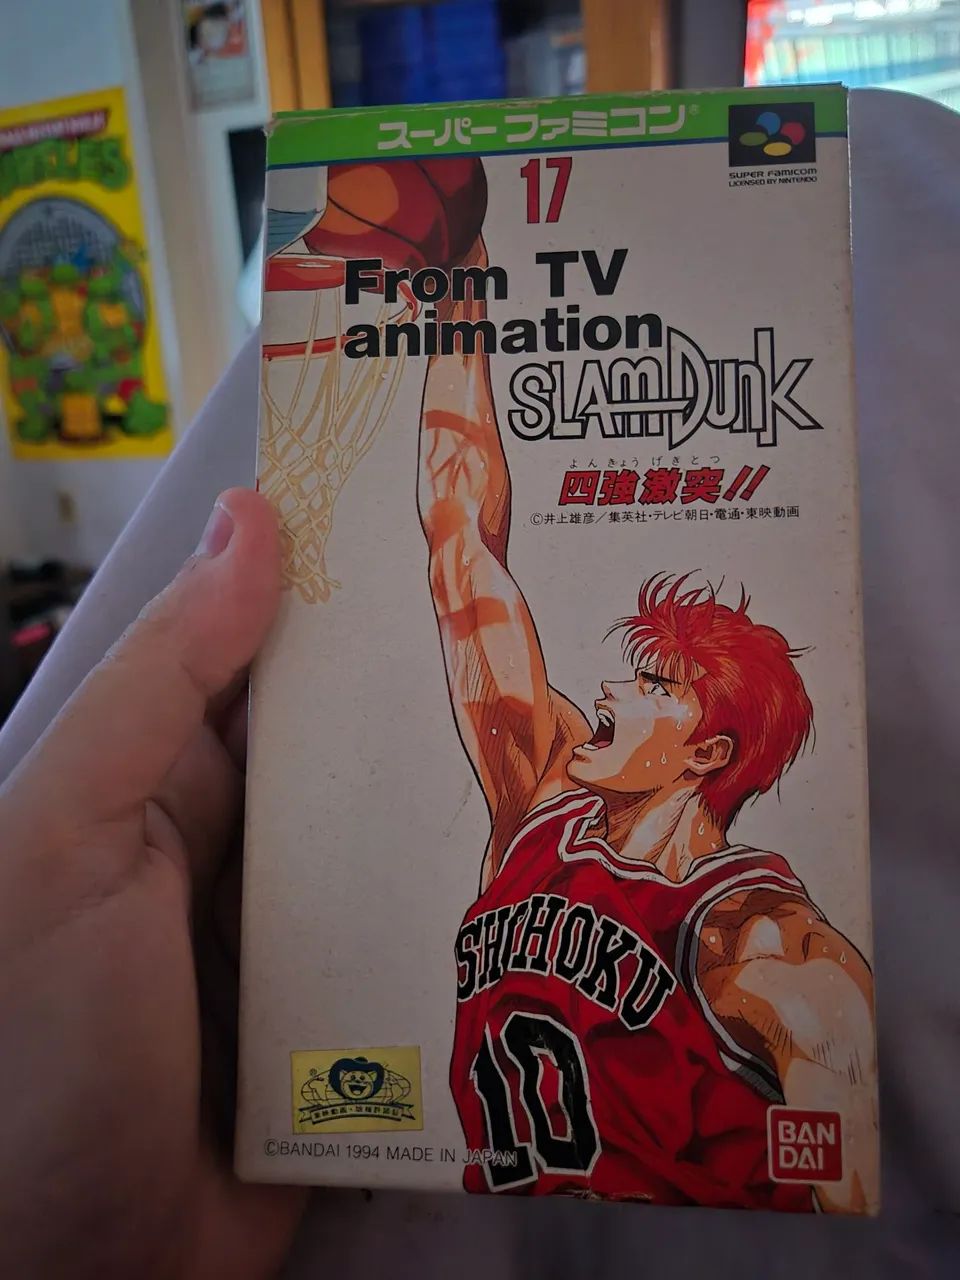 スーパーファミコン®
SUPER FAMICOM
LICENSED BY NINTENDO
17
From TV
animation
SLAM DUNK
よんきょうげきとつ
四強激突!!
©井上雄彦/集英社・テレビ朝日・電通・東映動画
SHOHOKU
10
®
©BANDAI 1994 MADE IN JAPAN
BAN
DAI
TURTLES